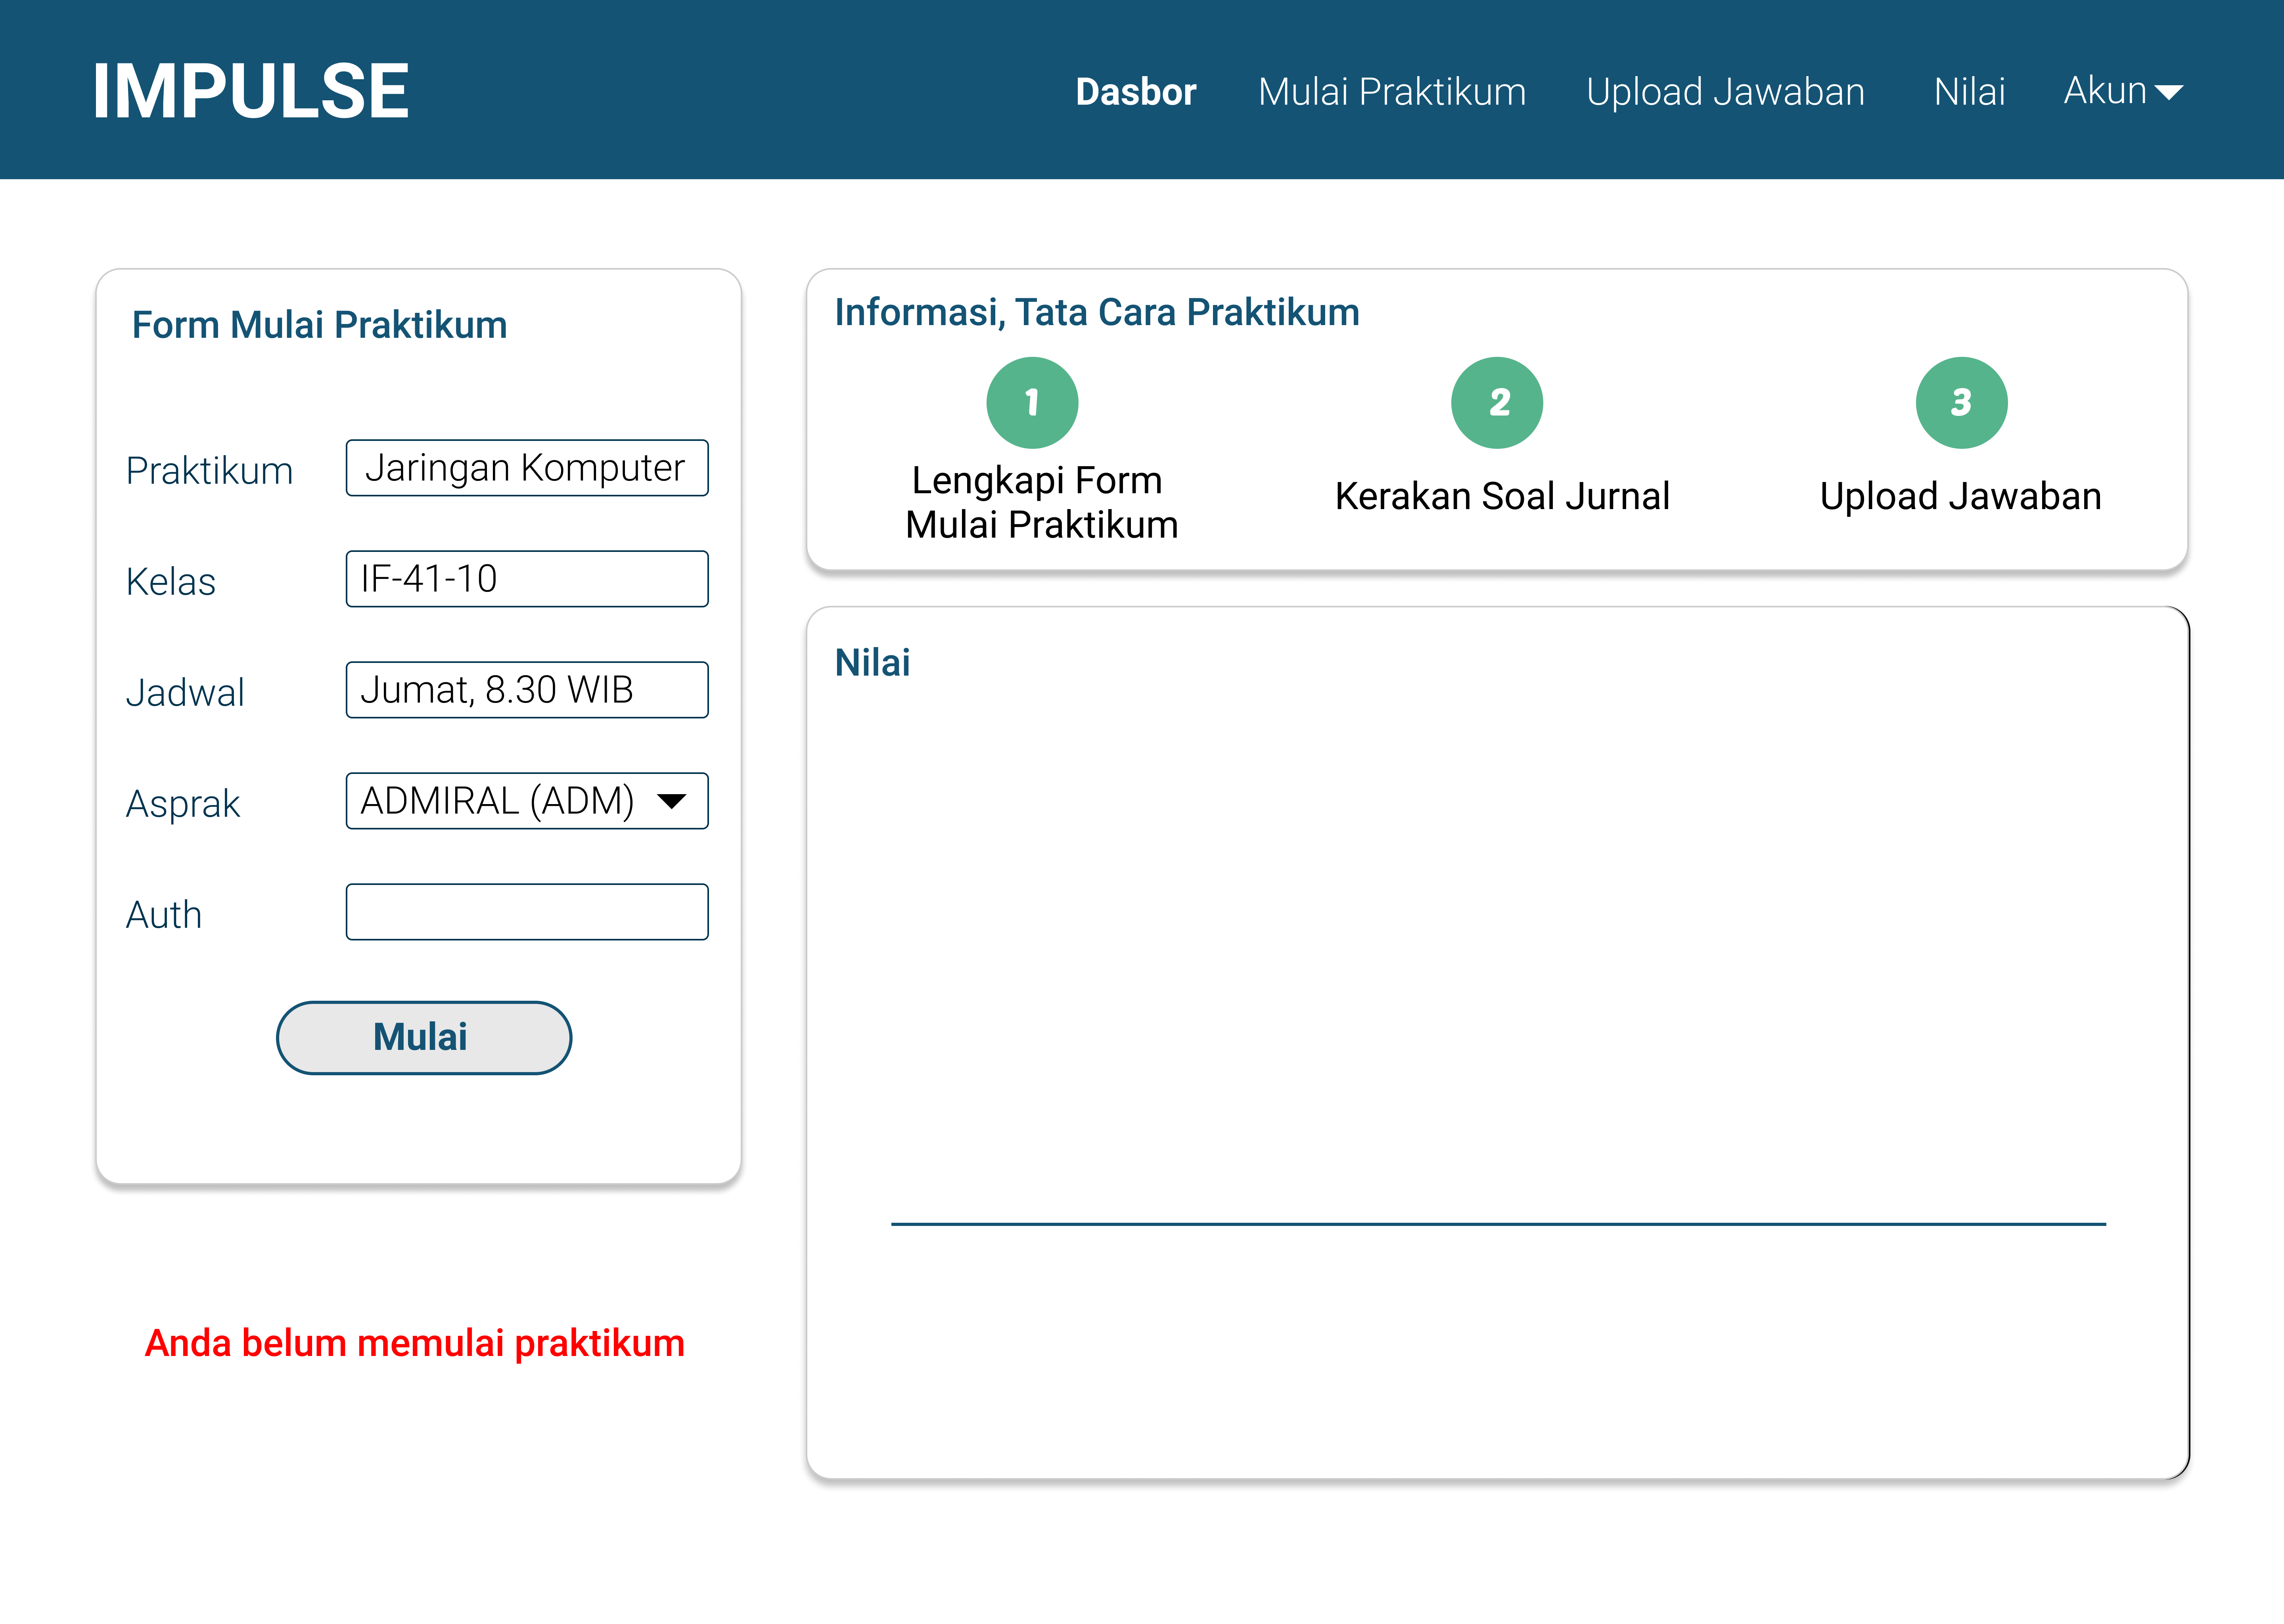 IMPULSE
Dasbor
Mulai Praktikum
Upload Jawaban
Nilai
Akun
Form Mulai Praktikum
Praktikum
Jaringan Komputer
Kelas
IF-41-10
Jadwal
Jumat, 8.30 WIB
Asprak
ADMIRAL (ADM)
Auth
Mulai
Anda belum memulai praktikum
Informasi, Tata Cara Praktikum
1
Lengkapi Form
Mulai Praktikum
2
Kerakan Soal Jurnal
3
Upload Jawaban
Nilai